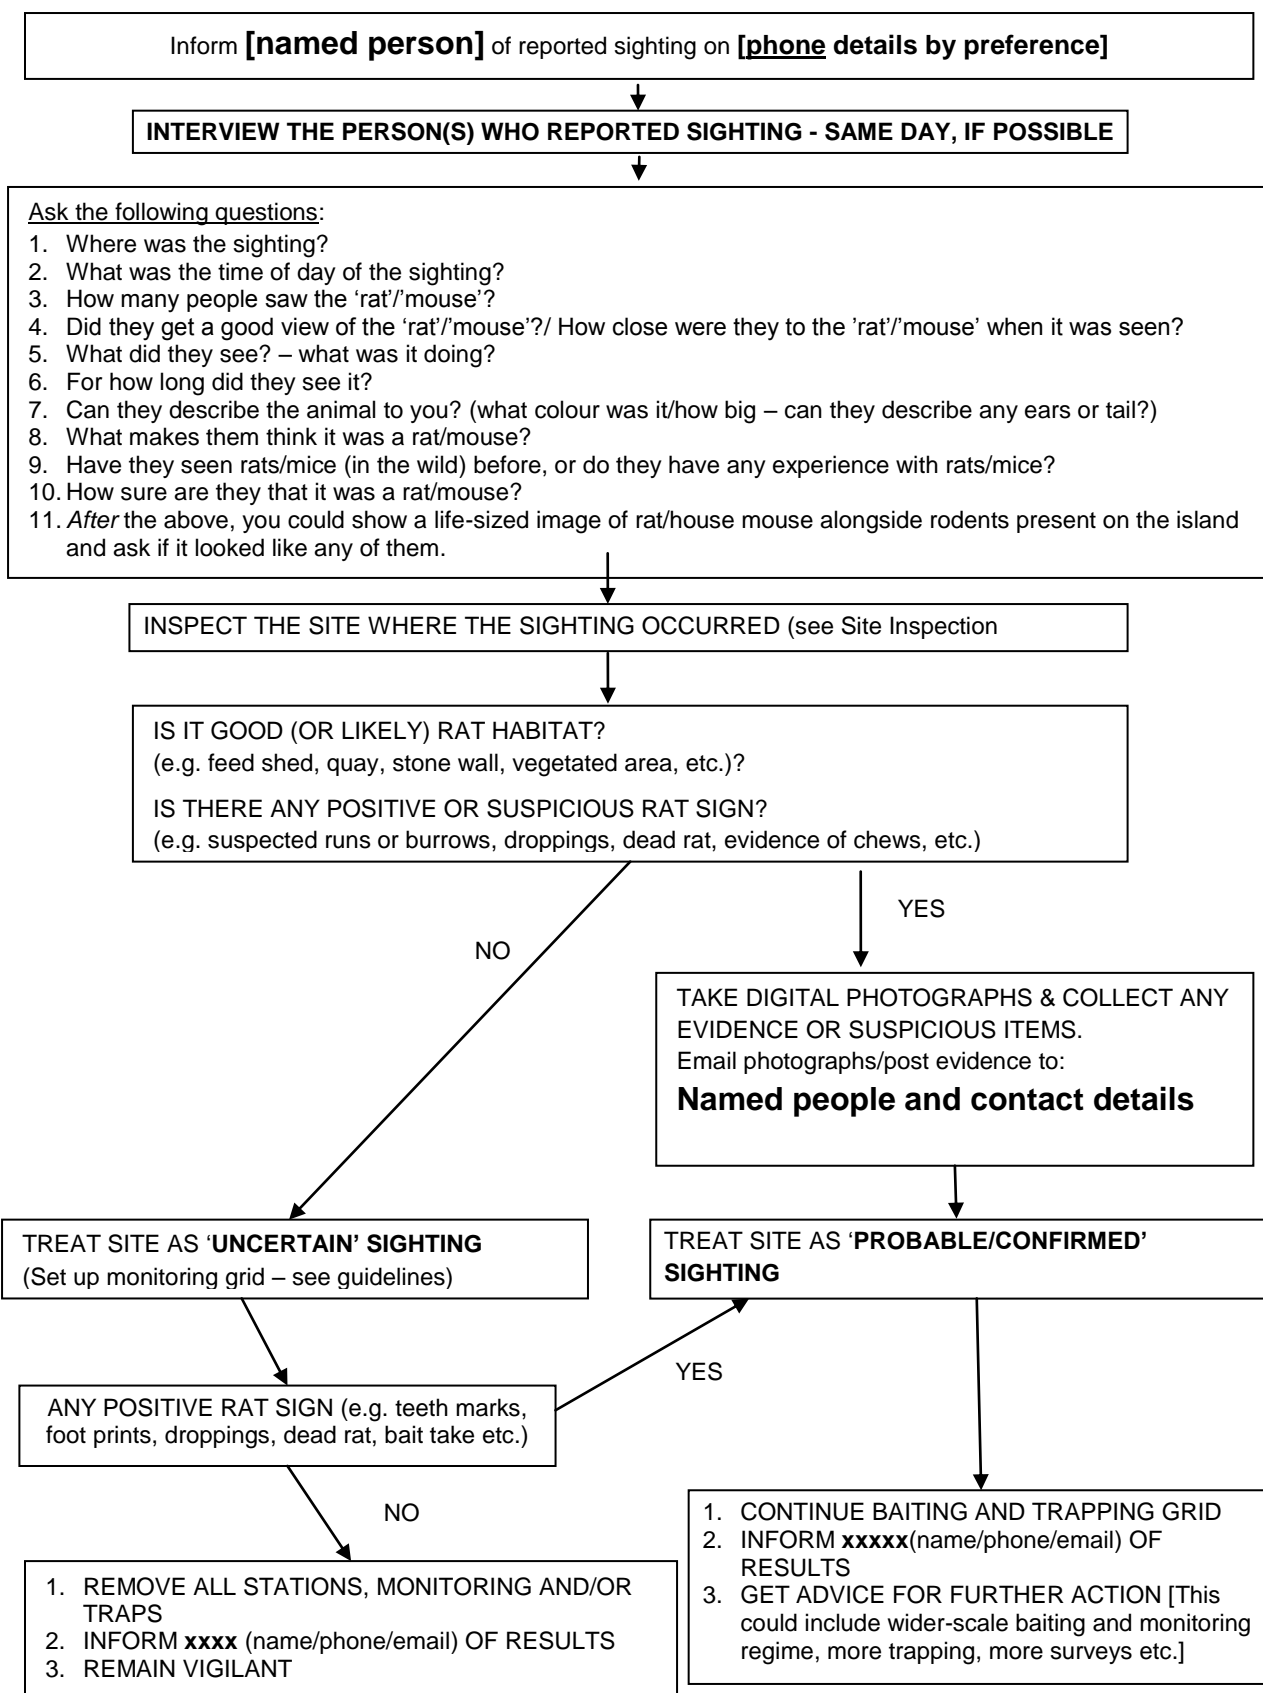 Inform [named person] of reported sighting on [phone details by preference]
INTERVIEW THE PERSON(S) WHO REPORTED SIGHTING - SAME DAY, IF POSSIBLE
Ask the following questions:
1. Where was the sighting?
2. What was the time of day of the sighting?
3. How many people saw the ‘rat’/’mouse’?
4. Did they get a good view of the ‘rat’/’mouse’?/ How close were they to the ’rat’/’mouse’ when it was seen?
5. What did they see? – what was it doing?
6. For how long did they see it?
7. Can they describe the animal to you? (what colour was it/how big – can they describe any ears or tail?)
8. What makes them think it was a rat/mouse?
9. Have they seen rats/mice (in the wild) before, or do they have any experience with rats/mice?
10. How sure are they that it was a rat/mouse?
11. After the above, you could show a life-sized image of rat/house mouse alongside rodents present on the island
and ask if it looked like any of them.
INSPECT THE SITE WHERE THE SIGHTING OCCURRED (see Site Inspection
IS IT GOOD (OR LIKELY) RAT HABITAT?
(e.g. feed shed, quay, stone wall, vegetated area, etc.)?
IS THERE ANY POSITIVE OR SUSPICIOUS RAT SIGN?
(e.g. suspected runs or burrows, droppings, dead rat, evidence of chews, etc.)
YES
NO
TAKE DIGITAL PHOTOGRAPHS & COLLECT ANY
EVIDENCE OR SUSPICIOUS ITEMS.
Email photographs/post evidence to:
Named people and contact details
TREAT SITE AS ‘UNCERTAIN’ SIGHTING
(Set up monitoring grid – see guidelines)
TREAT SITE AS ‘PROBABLE/CONFIRMED’
SIGHTING
YES
ANY POSITIVE RAT SIGN (e.g. teeth marks,
foot prints, droppings, dead rat, bait take etc.)
NO
1. REMOVE ALL STATIONS, MONITORING AND/OR
TRAPS
2. INFORM xxxx (name/phone/email) OF RESULTS
3. REMAIN VIGILANT
1. CONTINUE BAITING AND TRAPPING GRID
2. INFORM xxxxx(name/phone/email) OF
RESULTS
3. GET ADVICE FOR FURTHER ACTION [This
could include wider-scale baiting and monitoring
regime, more trapping, more surveys etc.]